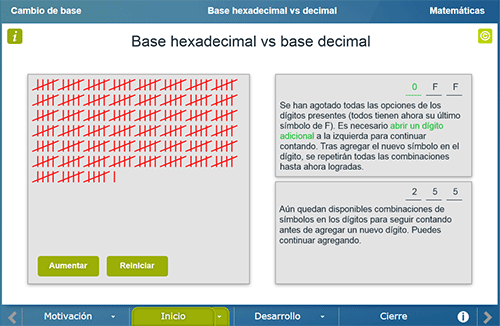 Cambio de base Base hexadecimal vs decimal Matemáticas
i
Base hexadecimal vs base decimal
0 F F
Se han agotado todas las opciones de los
dígitos presentes (todos tienen ahora su último
símbolo de F). Es necesario abrir un dígito
adicional a la izquierda para continuar
contando. Tras agregar el nuevo símbolo en el
dígito, se repetirán todas las combinaciones
hasta ahora logradas.
2 5 5
Aún quedan disponibles combinaciones de
símbolos en los dígitos para seguir contando
antes de agregar un nuevo dígito. Puedes
continuar agregando.
Aumentar Reiniciar
Motivación Inicio Desarrollo Cierre i